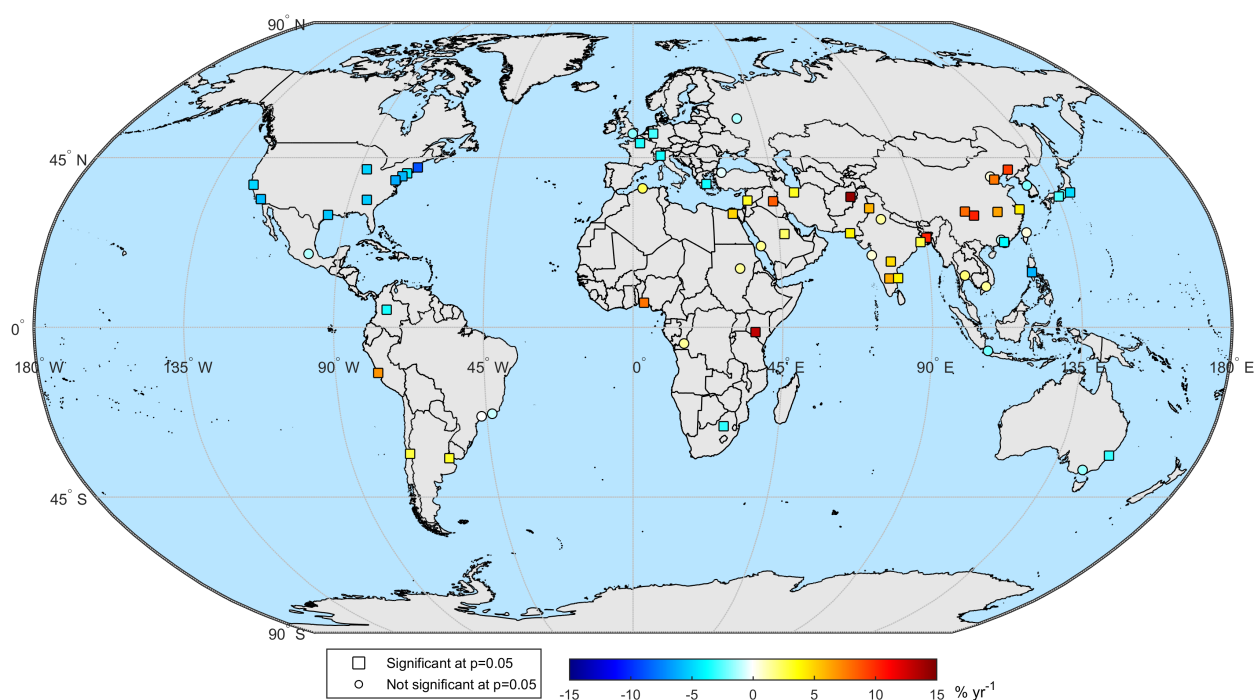 90° N
45° N
0°
180° W 135° W 90° W 45° W 0° 45° E 90° E 135° E 180° E
45° S
90° S
Significant at p=0.05
Not significant at p=0.05
-15 -10 -5 0 5 10 15 % yr⁻¹